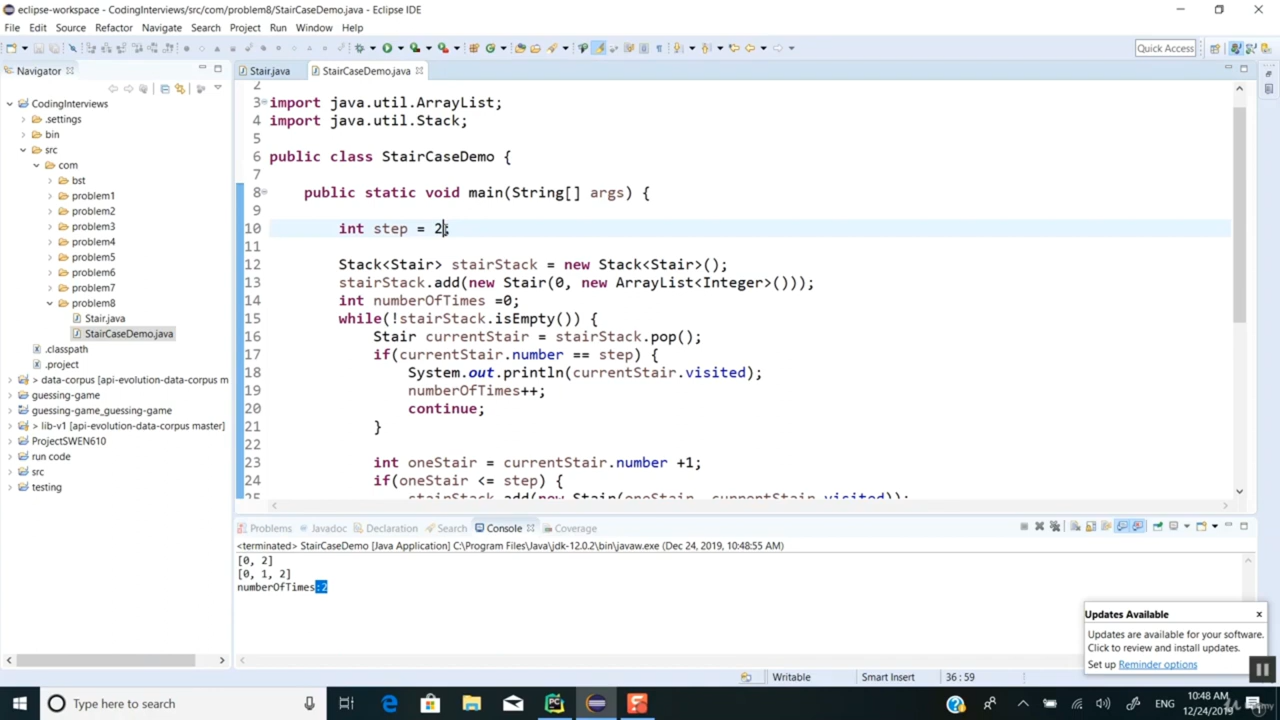 eclipse-workspace - CodingInterviews/src/com/problem8/StairCaseDemo.java - Eclipse IDE
File Edit Source Refactor Navigate Search Project Run Window Help
Quick Access
Navigator
Stair.java StairCaseDemo.java
CodingInterviews
.settings
bin
src
com
bst
problem1
problem2
problem3
problem4
problem5
problem6
problem7
problem8
Stair.java
StairCaseDemo.java
.classpath
.project
> data-corpus [api-evolution-data-corpus m
guessing-game
guessing-game_guessing-game
> lib-v1 [api-evolution-data-corpus master]
ProjectSWEN610
run code
src
testing
2
3 import java.util.ArrayList;
4 import java.util.Stack;
5
6 public class StairCaseDemo {
7
8 public static void main(String[] args) {
9
10 int step = 2;
11
12 Stack<Stair> stairStack = new Stack<Stair>();
13 stairStack.add(new Stair(0, new ArrayList<Integer>()));
14 int numberOfTimes =0;
15 while(!stairStack.isEmpty()) {
16 Stair currentStair = stairStack.pop();
17 if(currentStair.number == step) {
18 System.out.println(currentStair.visited);
19 numberOfTimes++;
20 continue;
21 }
22
23 int oneStair = currentStair.number +1;
24 if(oneStair <= step) {
25 stairStack.add(new Stair(oneStair, currentStair.visited));
Problems Javadoc Declaration Search Console Coverage
<terminated> StairCaseDemo [Java Application] C:\Program Files\Java\jdk-12.0.2\bin\javaw.exe (Dec 24, 2019, 10:48:55 AM)
[0, 2]
[0, 1, 2]
numberOfTimes:2
Updates Available x
Updates are available for your software.
Click to review and install updates.
Set up Reminder options
Writable Smart Insert 36 : 59
Type here to search
ENG
10:48 AM
12/24/2019